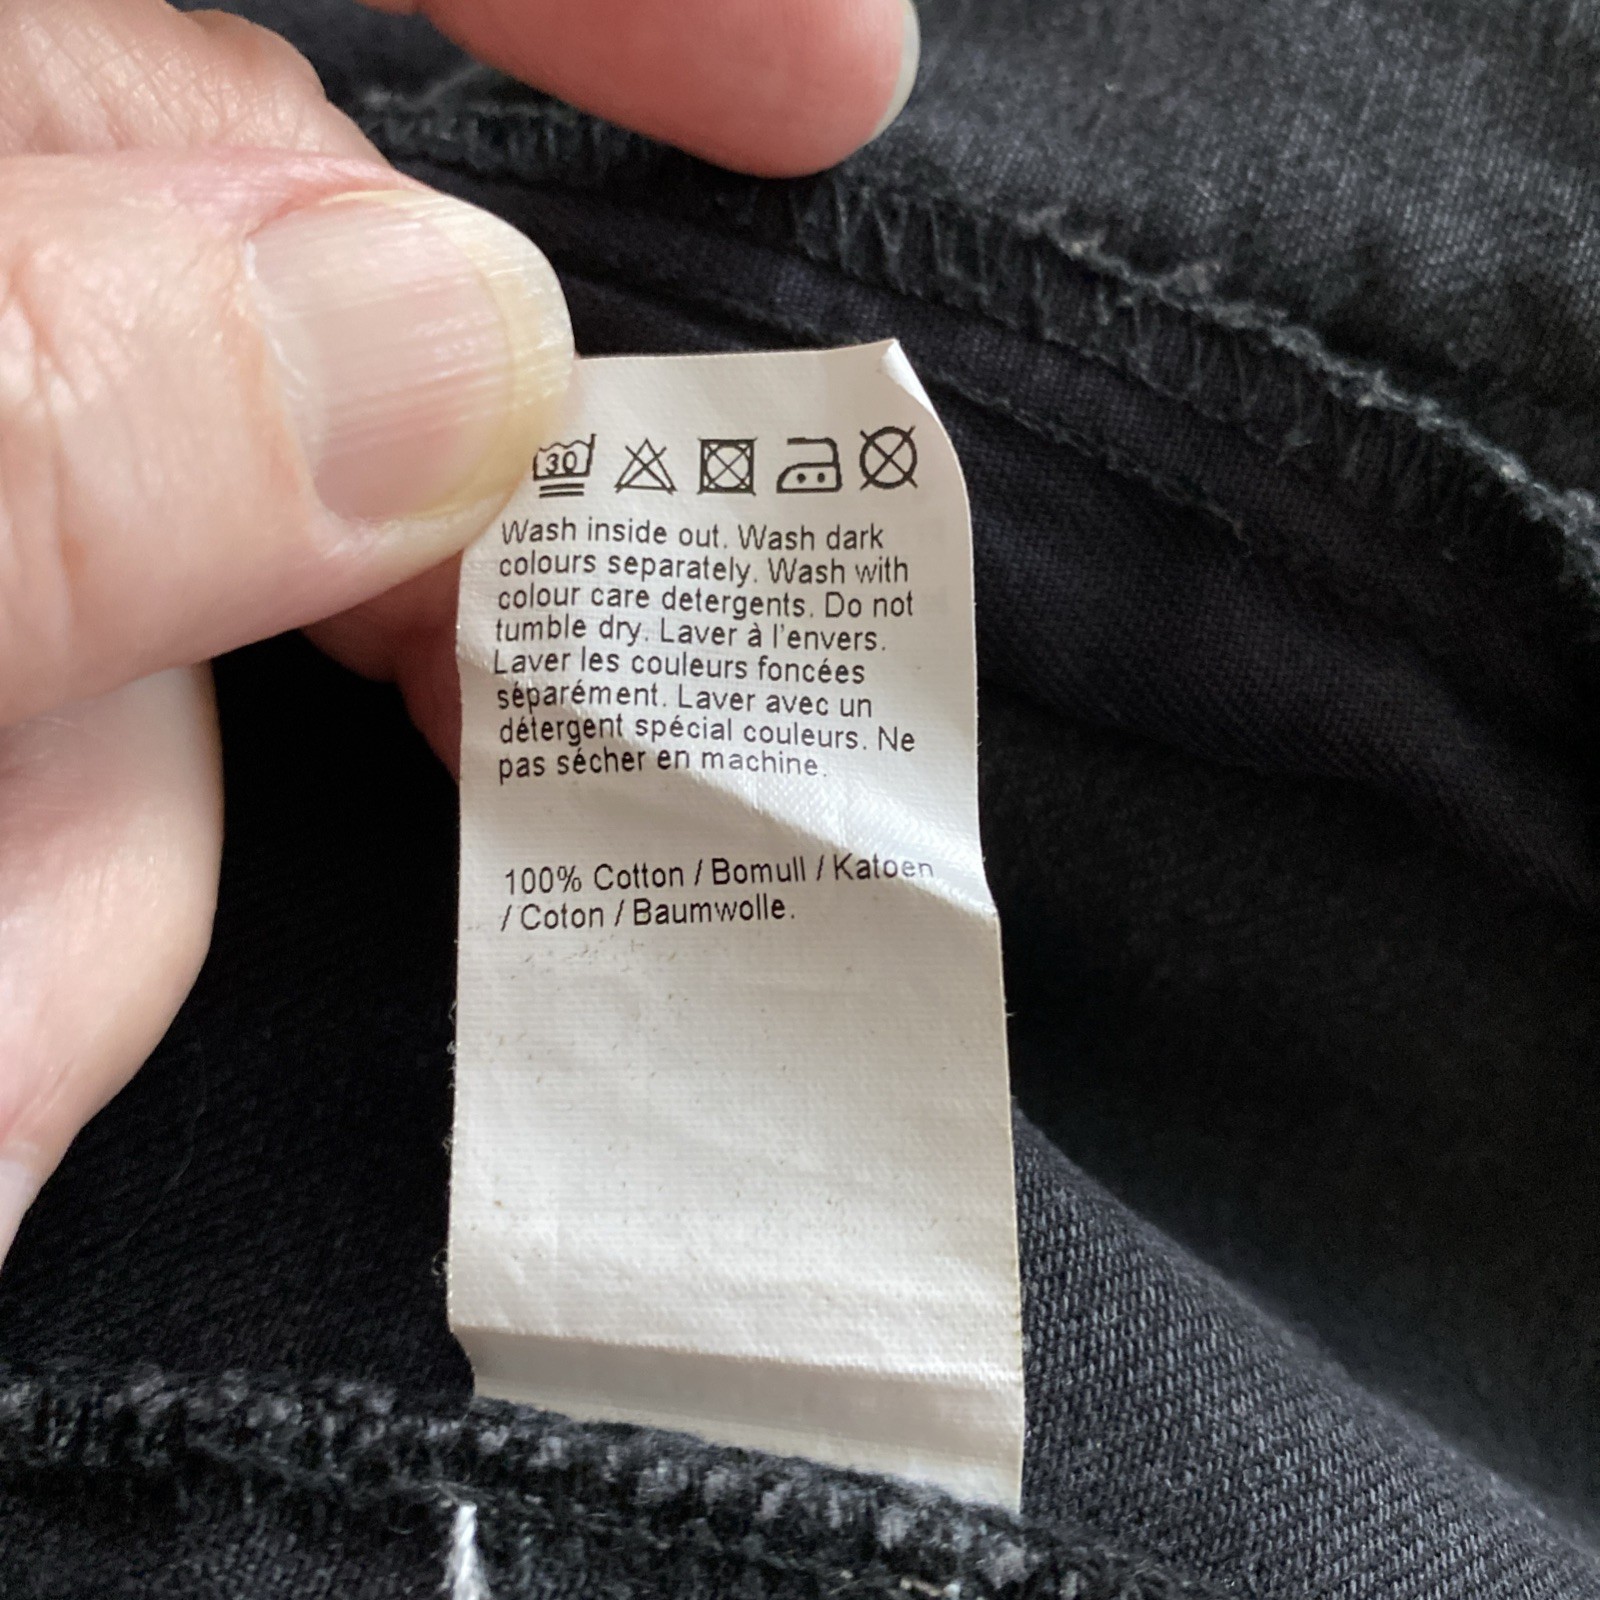 30
Wash inside out. Wash dark
colours separately. Wash with
colour care detergents. Do not
tumble dry. Laver à l'envers.
Laver les couleurs foncées
séparément. Laver avec un
détergent spécial couleurs. Ne
pas sécher en machine.
100% Cotton / Bomull / Katoen
/ Coton / Baumwolle.